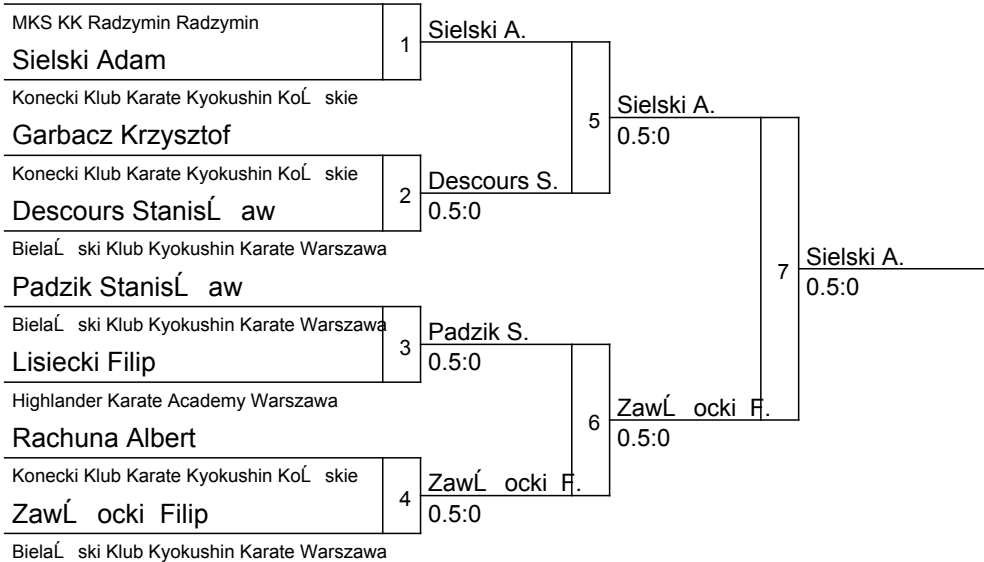 MKS KK Radzymin Radzymin
Sielski Adam
1
Sielski A.
Konecki Klub Karate Kyokushin KoĹ skie
Garbacz Krzysztof
5
Sielski A.
0.5:0
Konecki Klub Karate Kyokushin KoĹ skie
Descours StanisĹ aw
2
Descours S.
0.5:0
BielaĹ ski Klub Kyokushin Karate Warszawa
Padzik StanisĹ aw
7
Sielski A.
0.5:0
BielaĹ ski Klub Kyokushin Karate Warszawa
Lisiecki Filip
3
Padzik S.
0.5:0
Highlander Karate Academy Warszawa
Rachuna Albert
6
ZawĹ ocki F.
0.5:0
Konecki Klub Karate Kyokushin KoĹ skie
ZawĹ ocki Filip
4
ZawĹ ocki F.
0.5:0
BielaĹ ski Klub Kyokushin Karate Warszawa